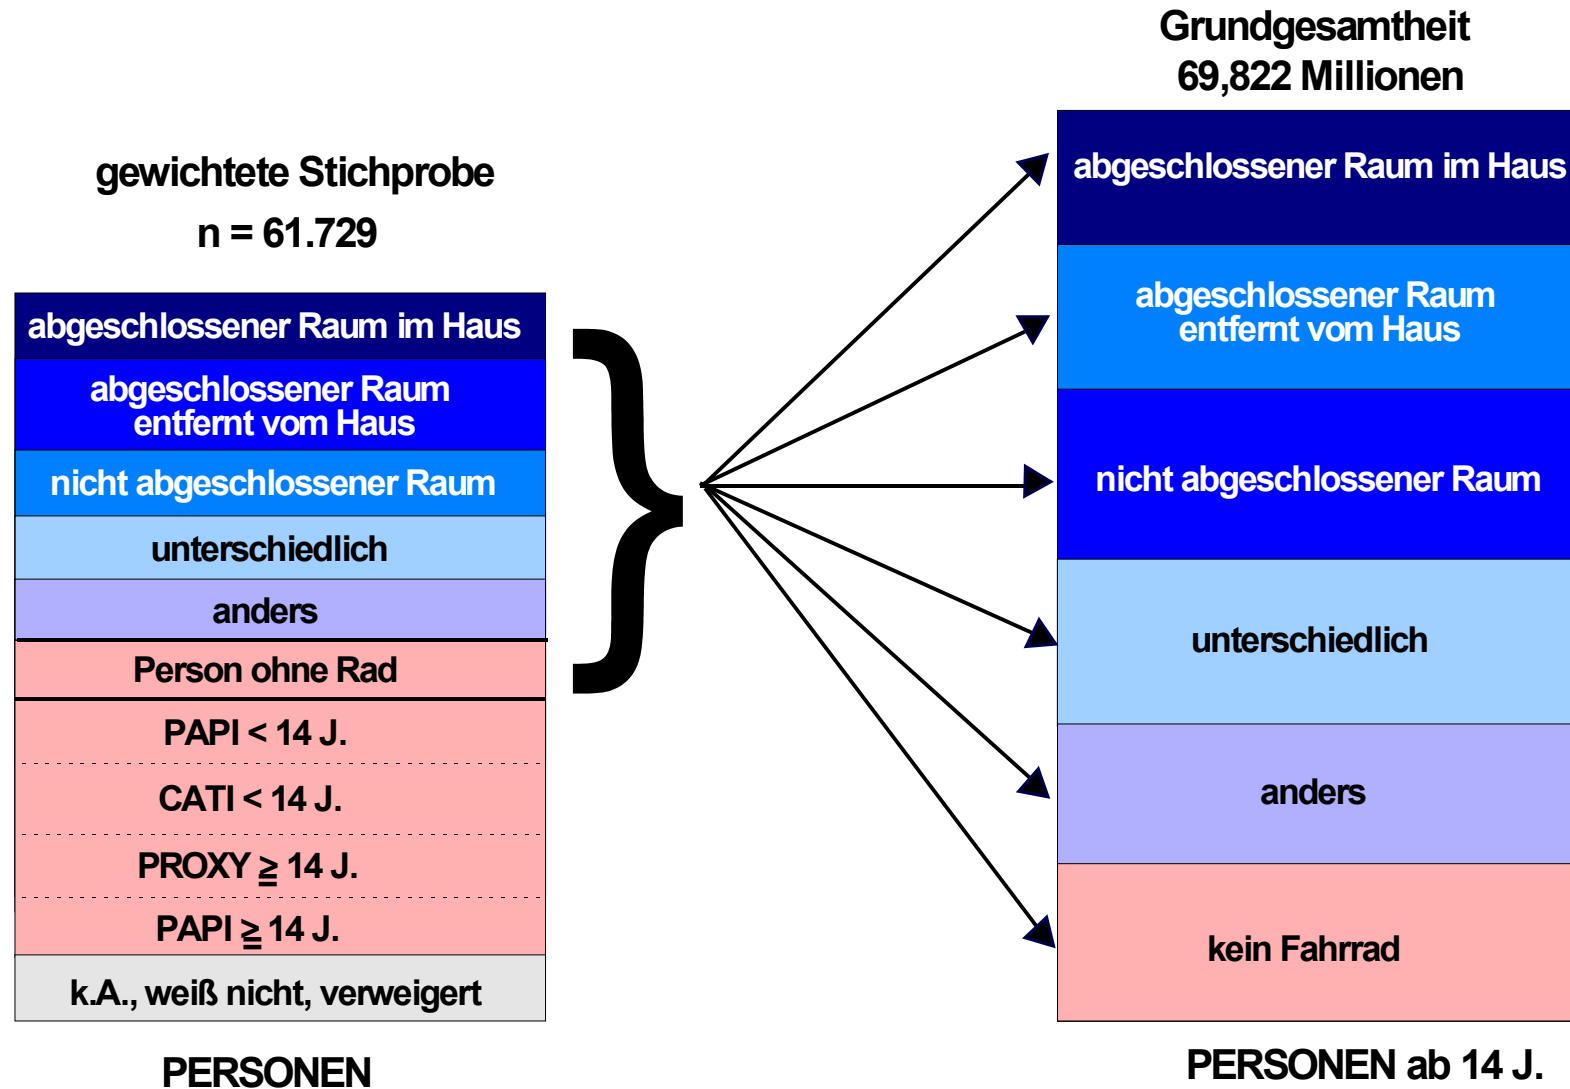 gewichtete Stichprobe
n = 61.729
abgeschlossener Raum im Haus
abgeschlossener Raum
entfernt vom Haus
nicht abgeschlossener Raum
unterschiedlich
anders
Person ohne Rad
PAPI < 14 J.
CATI < 14 J.
PROXY ≧ 14 J.
PAPI ≧ 14 J.
k.A., weiß nicht, verweigert
PERSONEN
}
Grundgesamtheit
69,822 Millionen
abgeschlossener Raum im Haus
abgeschlossener Raum
entfernt vom Haus
nicht abgeschlossener Raum
unterschiedlich
anders
kein Fahrrad
PERSONEN ab 14 J.